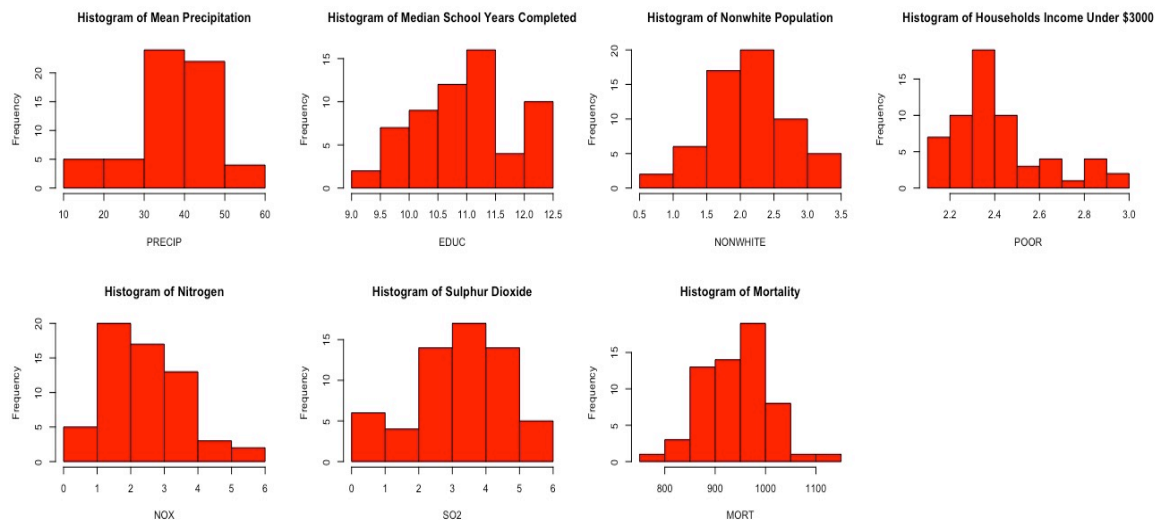 Histogram of Mean Precipitation
Frequency
0 5 10 15 20
10 20 30 40 50 60
PRECIP
Histogram of Median School Years Completed
Frequency
0 5 10 15
9.0 9.5 10.0 10.5 11.0 11.5 12.0 12.5
EDUC
Histogram of Nonwhite Population
Frequency
0 5 10 15 20
0.5 1.0 1.5 2.0 2.5 3.0 3.5
NONWHITE
Histogram of Households Income Under $3000
Frequency
0 5 10 15
2.2 2.4 2.6 2.8 3.0
POOR
Histogram of Nitrogen
Frequency
0 5 10 15 20
0 1 2 3 4 5 6
NOX
Histogram of Sulphur Dioxide
Frequency
0 5 10 15
0 1 2 3 4 5 6
SO2
Histogram of Mortality
Frequency
0 5 10 15
800 900 1000 1100
MORT